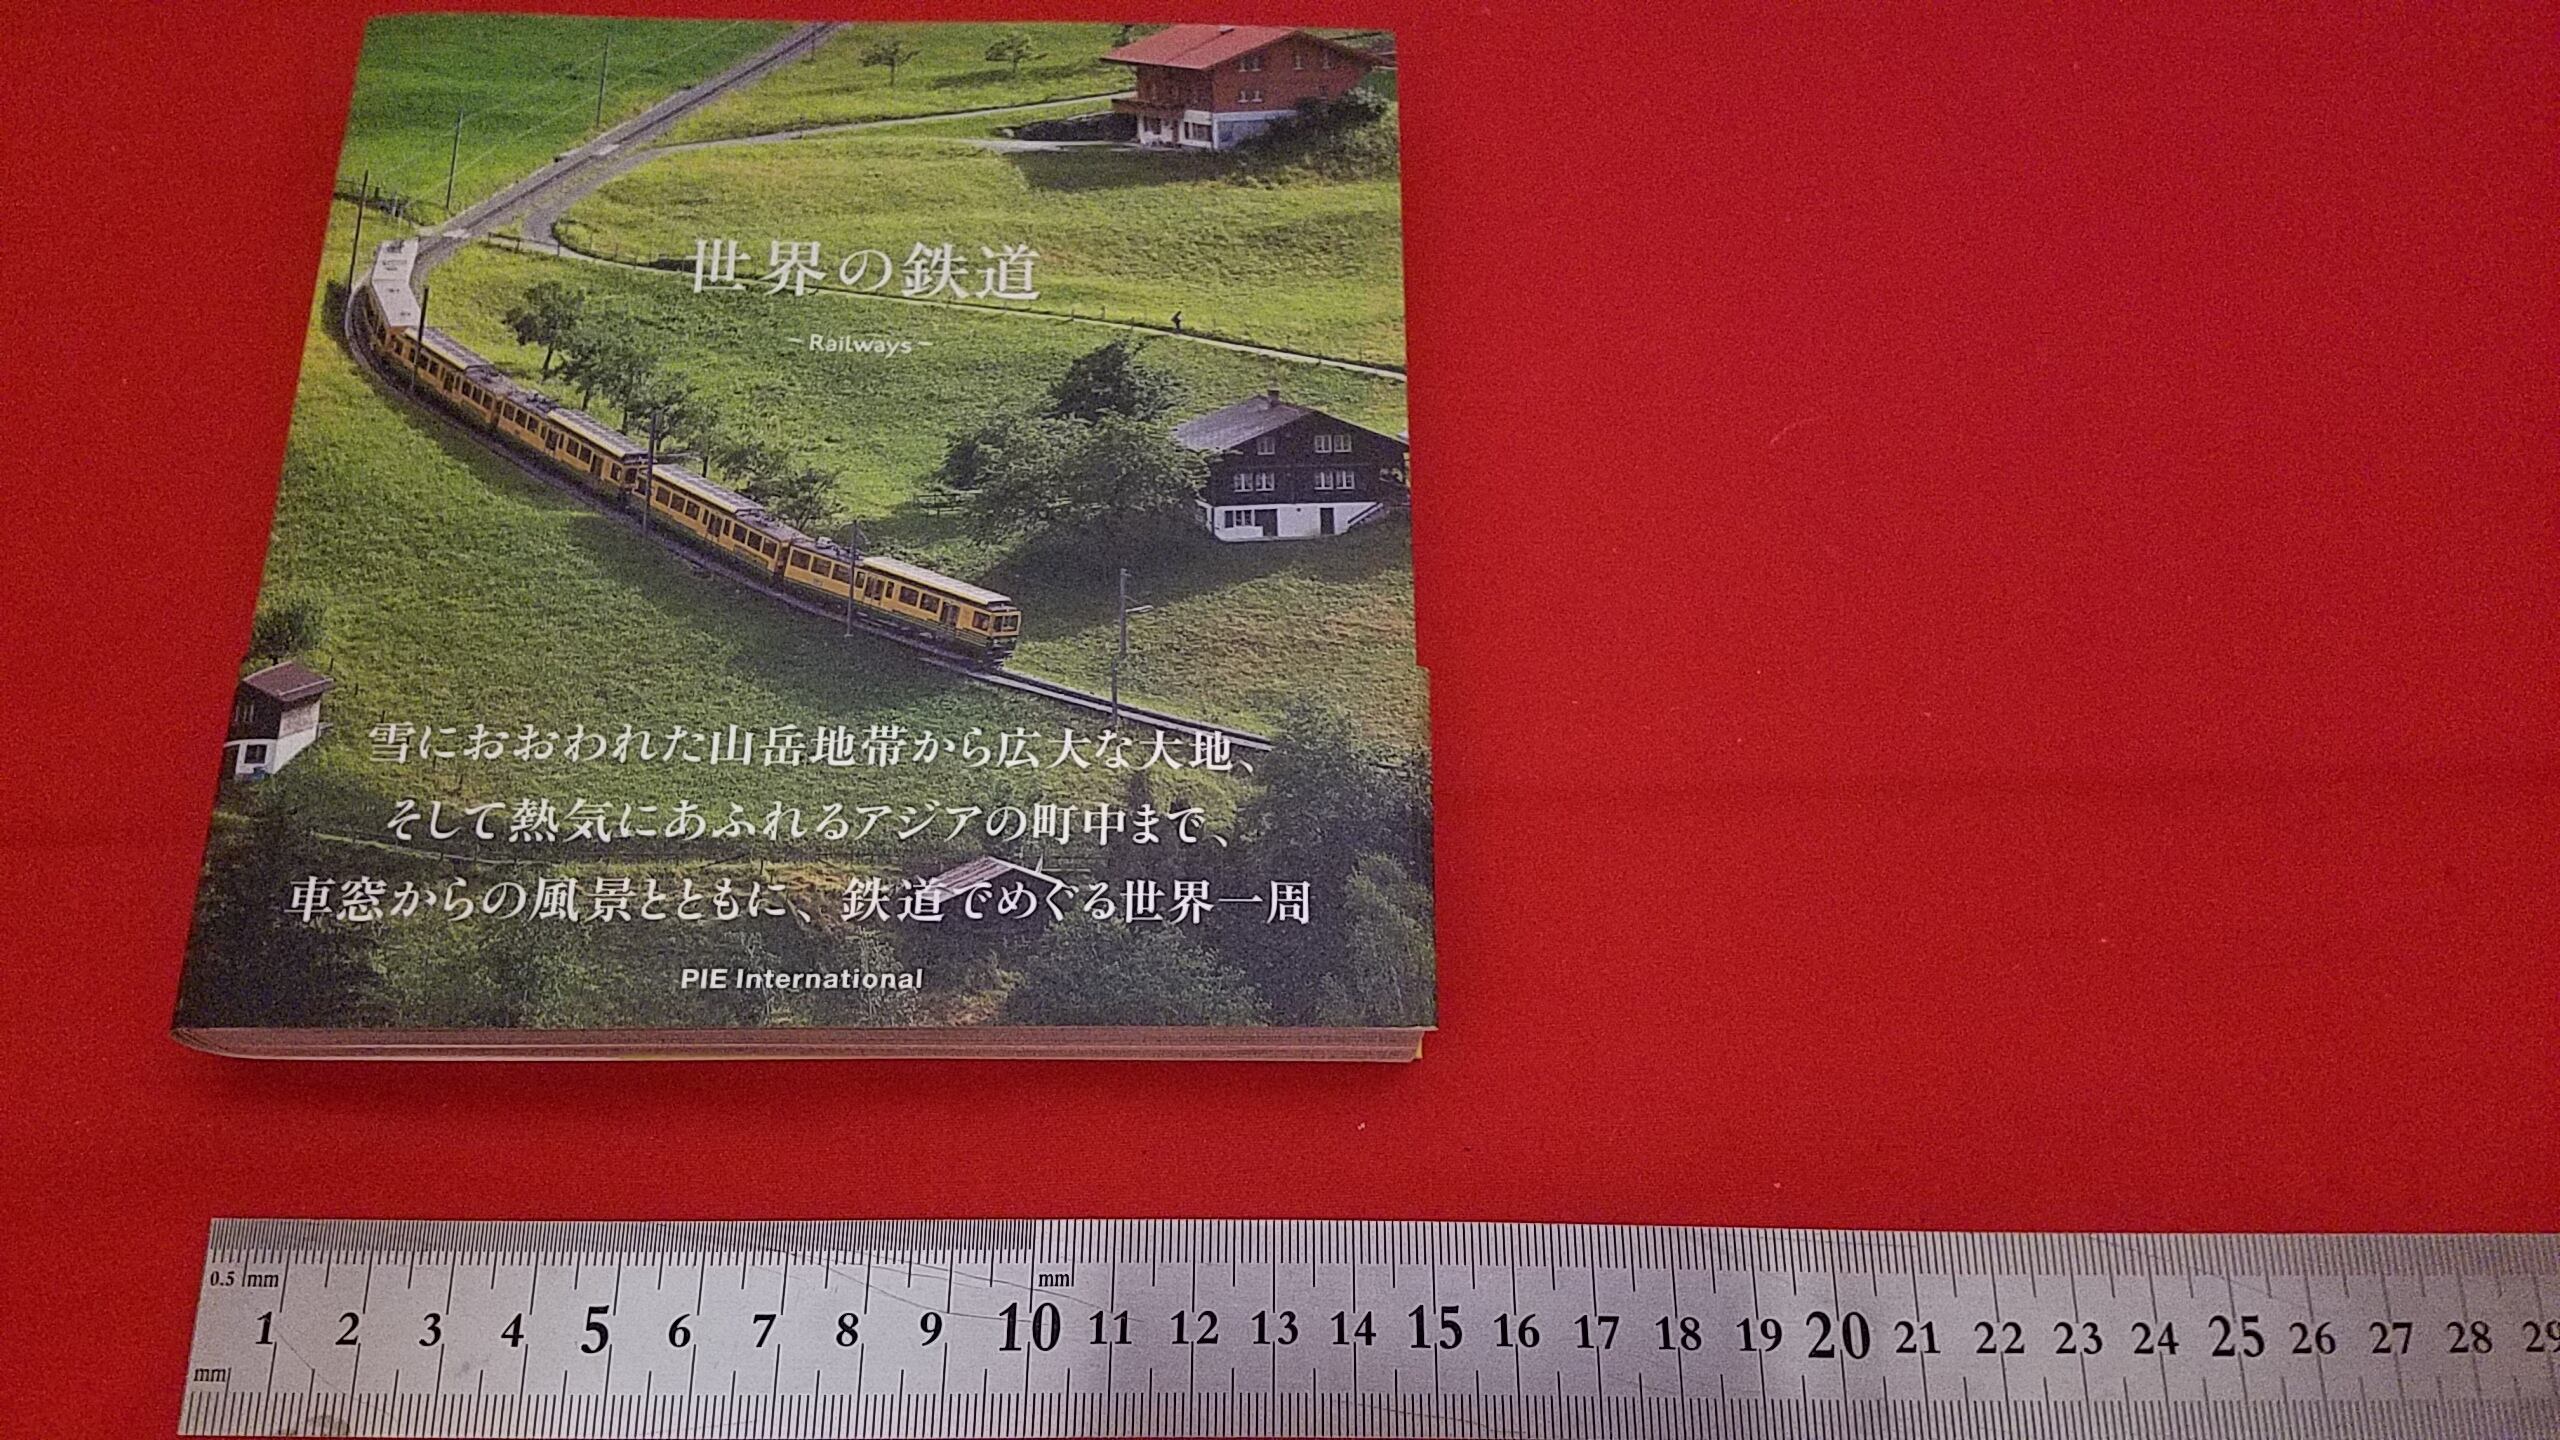 世界の鉄道
– Railways –
雪におおわれた山岳地帯から広大な大地、
そして熱気にあふれるアジアの町中まで、
車窓からの風景とともに、鉄道でめぐる世界一周
PIE International
0.5 mm mm
1 2 3 4 5 6 7 8 9 10 11 12 13 14 15 16 17 18 19 20 21 22 23 24 25 26 27 28 29
mm